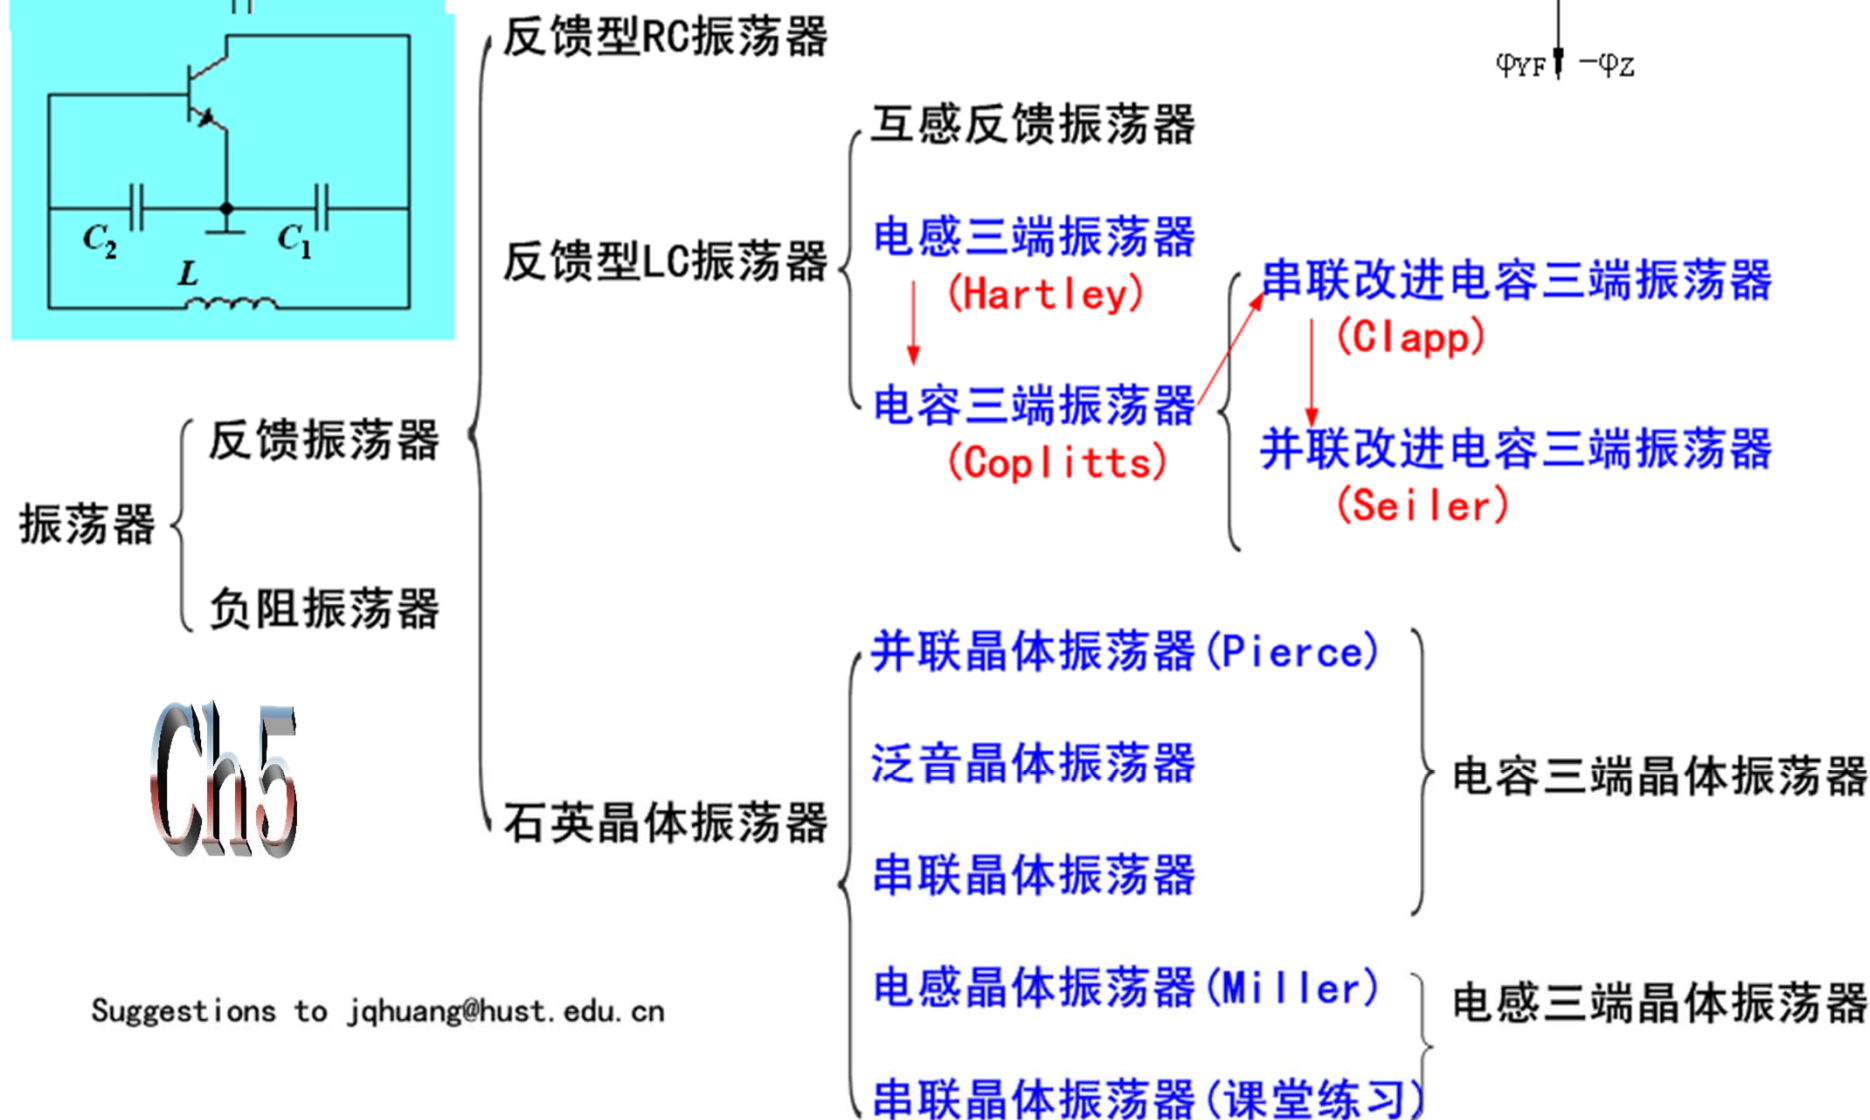 反馈型RC振荡器
φYF -φZ
互感反馈振荡器
C2
C1
L
反馈型LC振荡器
电感三端振荡器
(Hartley)
串联改进电容三端振荡器
(Clapp)
电容三端振荡器
(Coplitts)
并联改进电容三端振荡器
(Seiler)
反馈振荡器
振荡器
负阻振荡器
并联晶体振荡器(Pierce)
Ch5
泛音晶体振荡器
电容三端晶体振荡器
石英晶体振荡器
串联晶体振荡器
电感晶体振荡器(Miller)
电感三端晶体振荡器
Suggestions to jqhuang@hust.edu.cn
串联晶体振荡器(课堂练习)